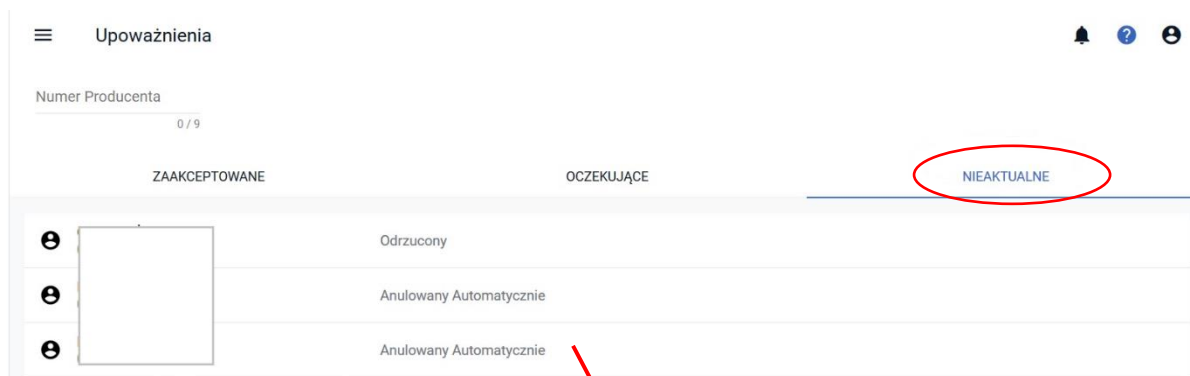 Upoważnienia
Numer Producenta
0 / 9
ZAAKCEPTOWANE OCZEKUJĄCE NIEAKTUALNE
Odrzucony
Anulowany Automatycznie
Anulowany Automatycznie